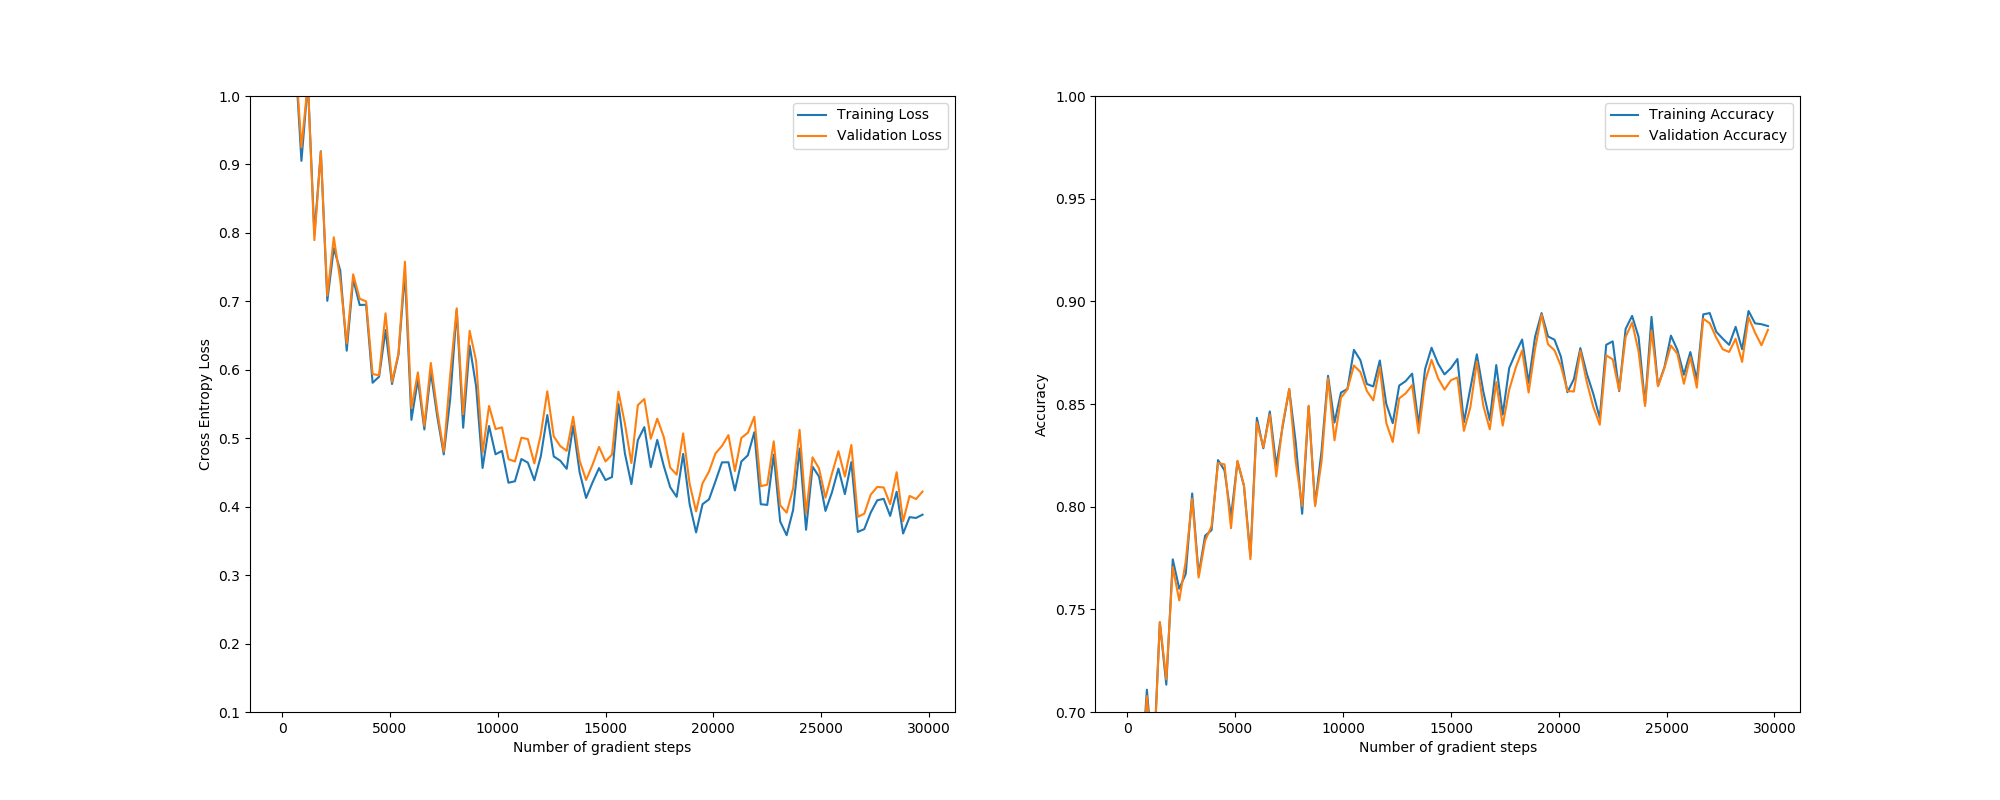 1.0
0.9
0.8
0.7
0.6
0.5
0.4
0.3
0.2
0.1
Cross Entropy Loss
Training Loss
Validation Loss
0 5000 10000 15000 20000 25000 30000
Number of gradient steps
1.00
0.95
0.90
0.85
0.80
0.75
0.70
Accuracy
Training Accuracy
Validation Accuracy
0 5000 10000 15000 20000 25000 30000
Number of gradient steps